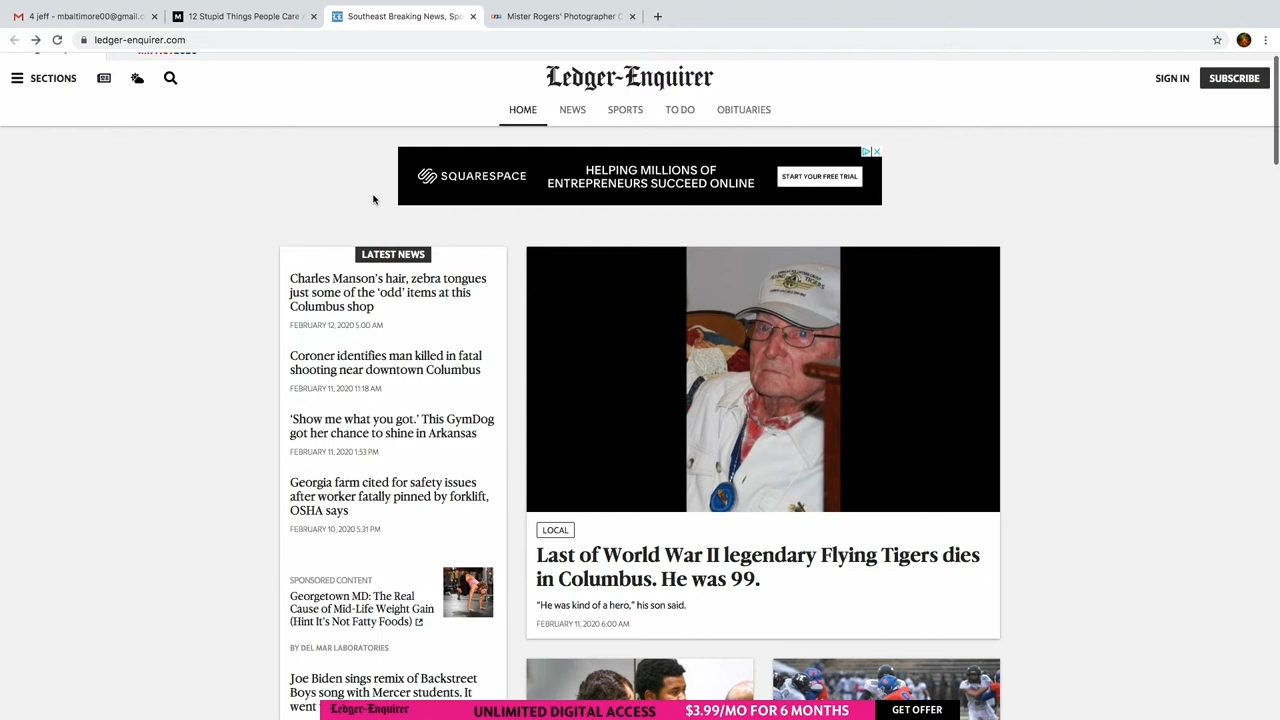 4 jeff - mbaltimore00@gmail.c
12 Stupid Things People Care
Southeast Breaking News, Spo
Mister Rogers' Photographer
ledger-enquirer.com
SECTIONS
Ledger-Enquirer
SIGN IN
SUBSCRIBE
HOME
NEWS
SPORTS
TO DO
OBITUARIES
SQUARESPACE
HELPING MILLIONS OF
ENTREPRENEURS SUCCEED ONLINE
START YOUR FREE TRIAL
LATEST NEWS
Charles Manson's hair, zebra tongues
just some of the 'odd' items at this
Columbus shop
FEBRUARY 12, 2020 5:00 AM
Coroner identifies man killed in fatal
shooting near downtown Columbus
FEBRUARY 11, 2020 11:18 AM
'Show me what you got.' This GymDog
got her chance to shine in Arkansas
FEBRUARY 11, 2020 1:53 PM
Georgia farm cited for safety issues
after worker fatally pinned by forklift,
OSHA says
FEBRUARY 10, 2020 5:31 PM
SPONSORED CONTENT
Georgetown MD: The Real
Cause of Mid-Life Weight Gain
(Hint It's Not Fatty Foods)
BY DEL MAR LABORATORIES
Joe Biden sings remix of Backstreet
Boys song with Mercer students. It
went
LOCAL
Last of World War II legendary Flying Tigers dies
in Columbus. He was 99.
"He was kind of a hero," his son said.
FEBRUARY 11, 2020 6:00 AM
Ledger-Enquirer
UNLIMITED DIGITAL ACCESS
$3.99/MO FOR 6 MONTHS
GET OFFER